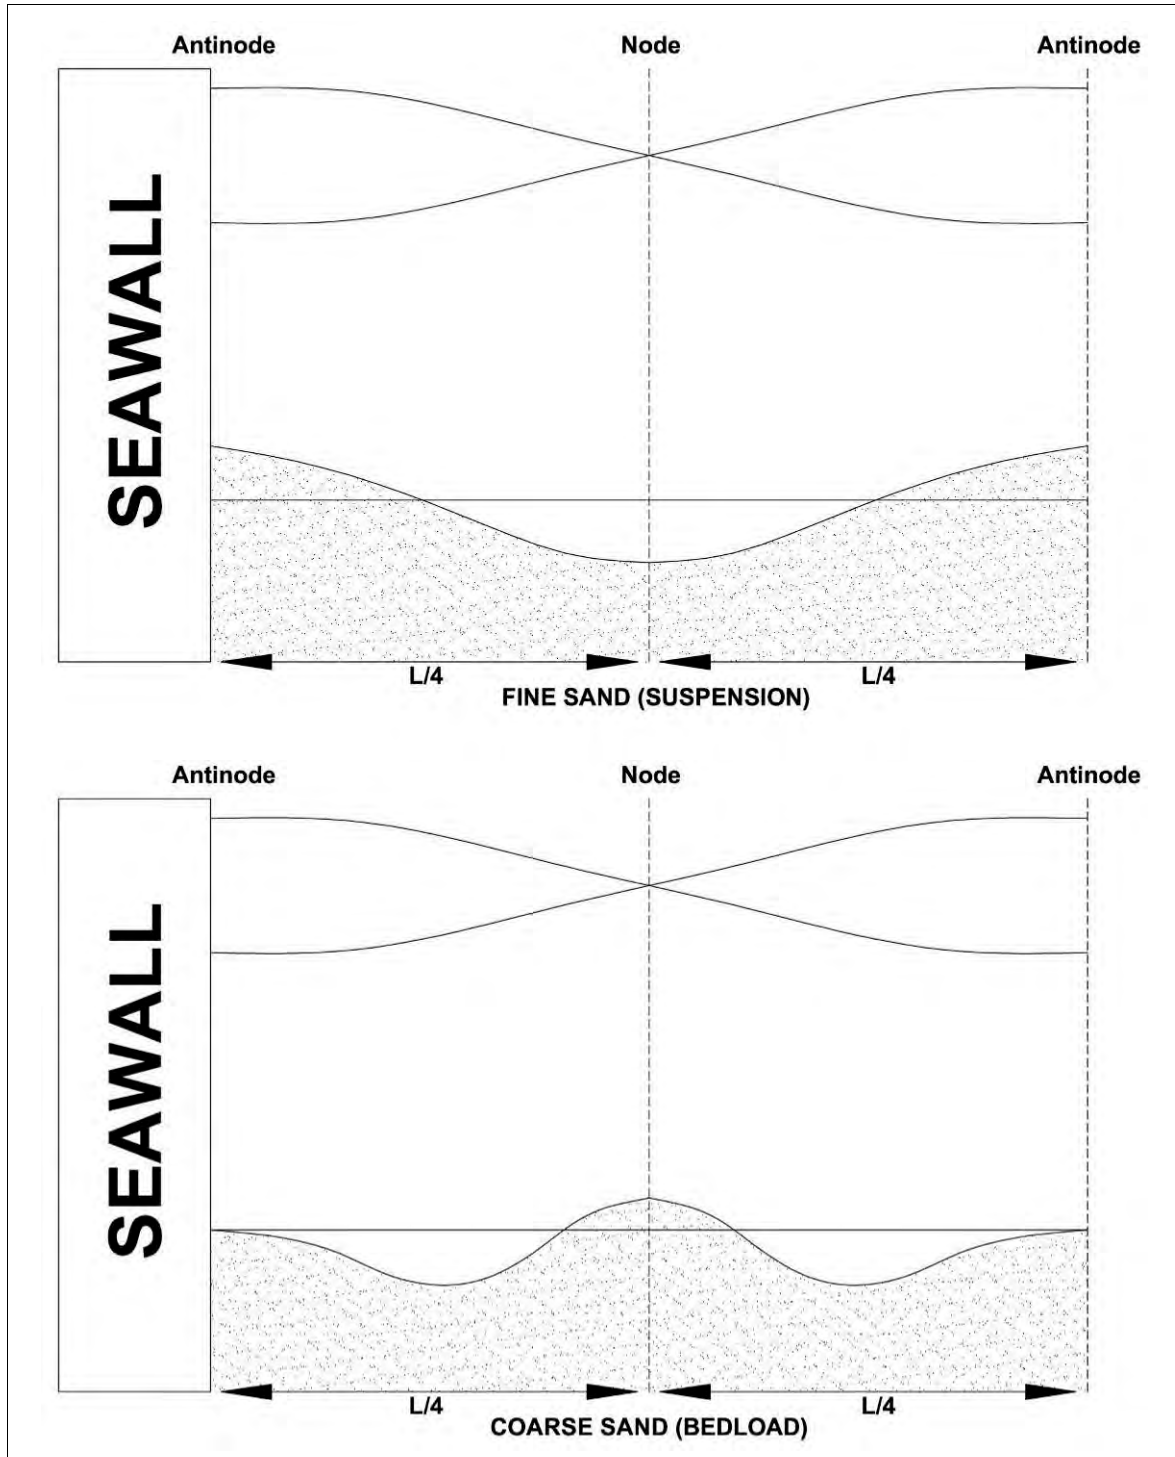 Antinode Node Antinode
SEAWALL
L/4 L/4
FINE SAND (SUSPENSION)
Antinode Node Antinode
SEAWALL
L/4 L/4
COARSE SAND (BEDLOAD)